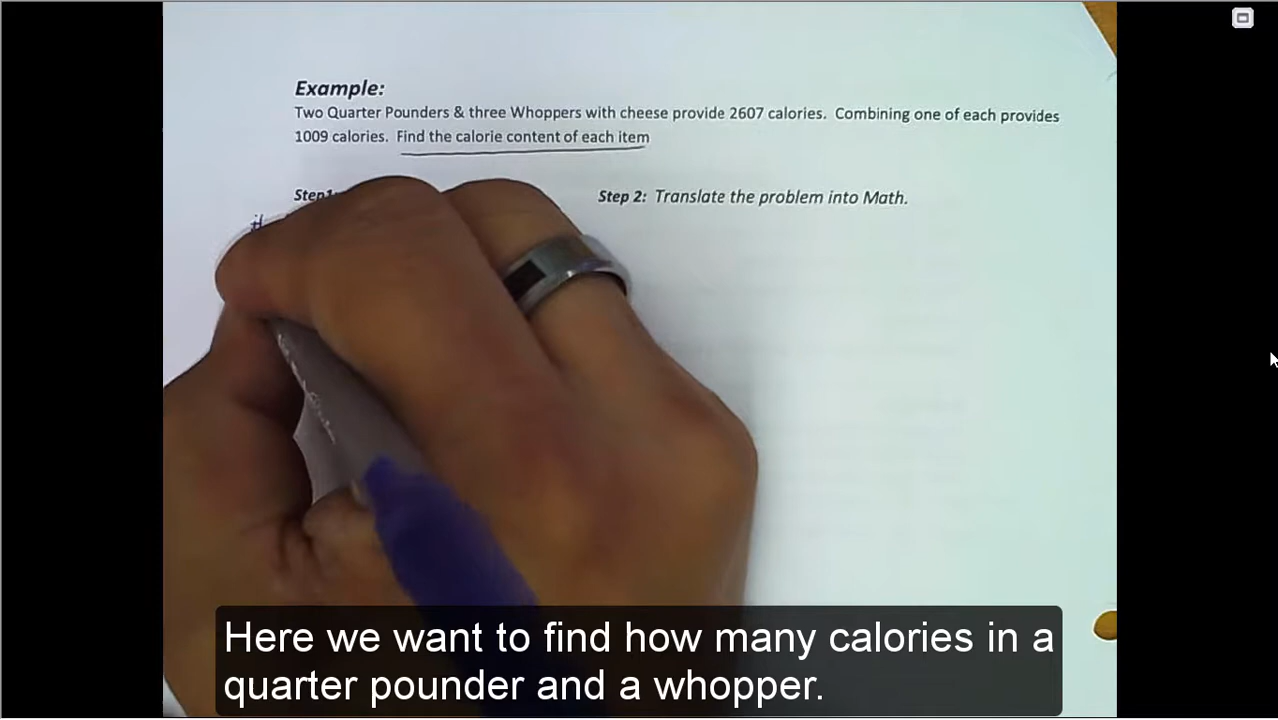 Example:
Two Quarter Pounders & three Whoppers with cheese provide 2607 calories. Combining one of each provides
1009 calories. Find the calorie content of each item
Step1:
Step 2: Translate the problem into Math.
Here we want to find how many calories in a
quarter pounder and a whopper.